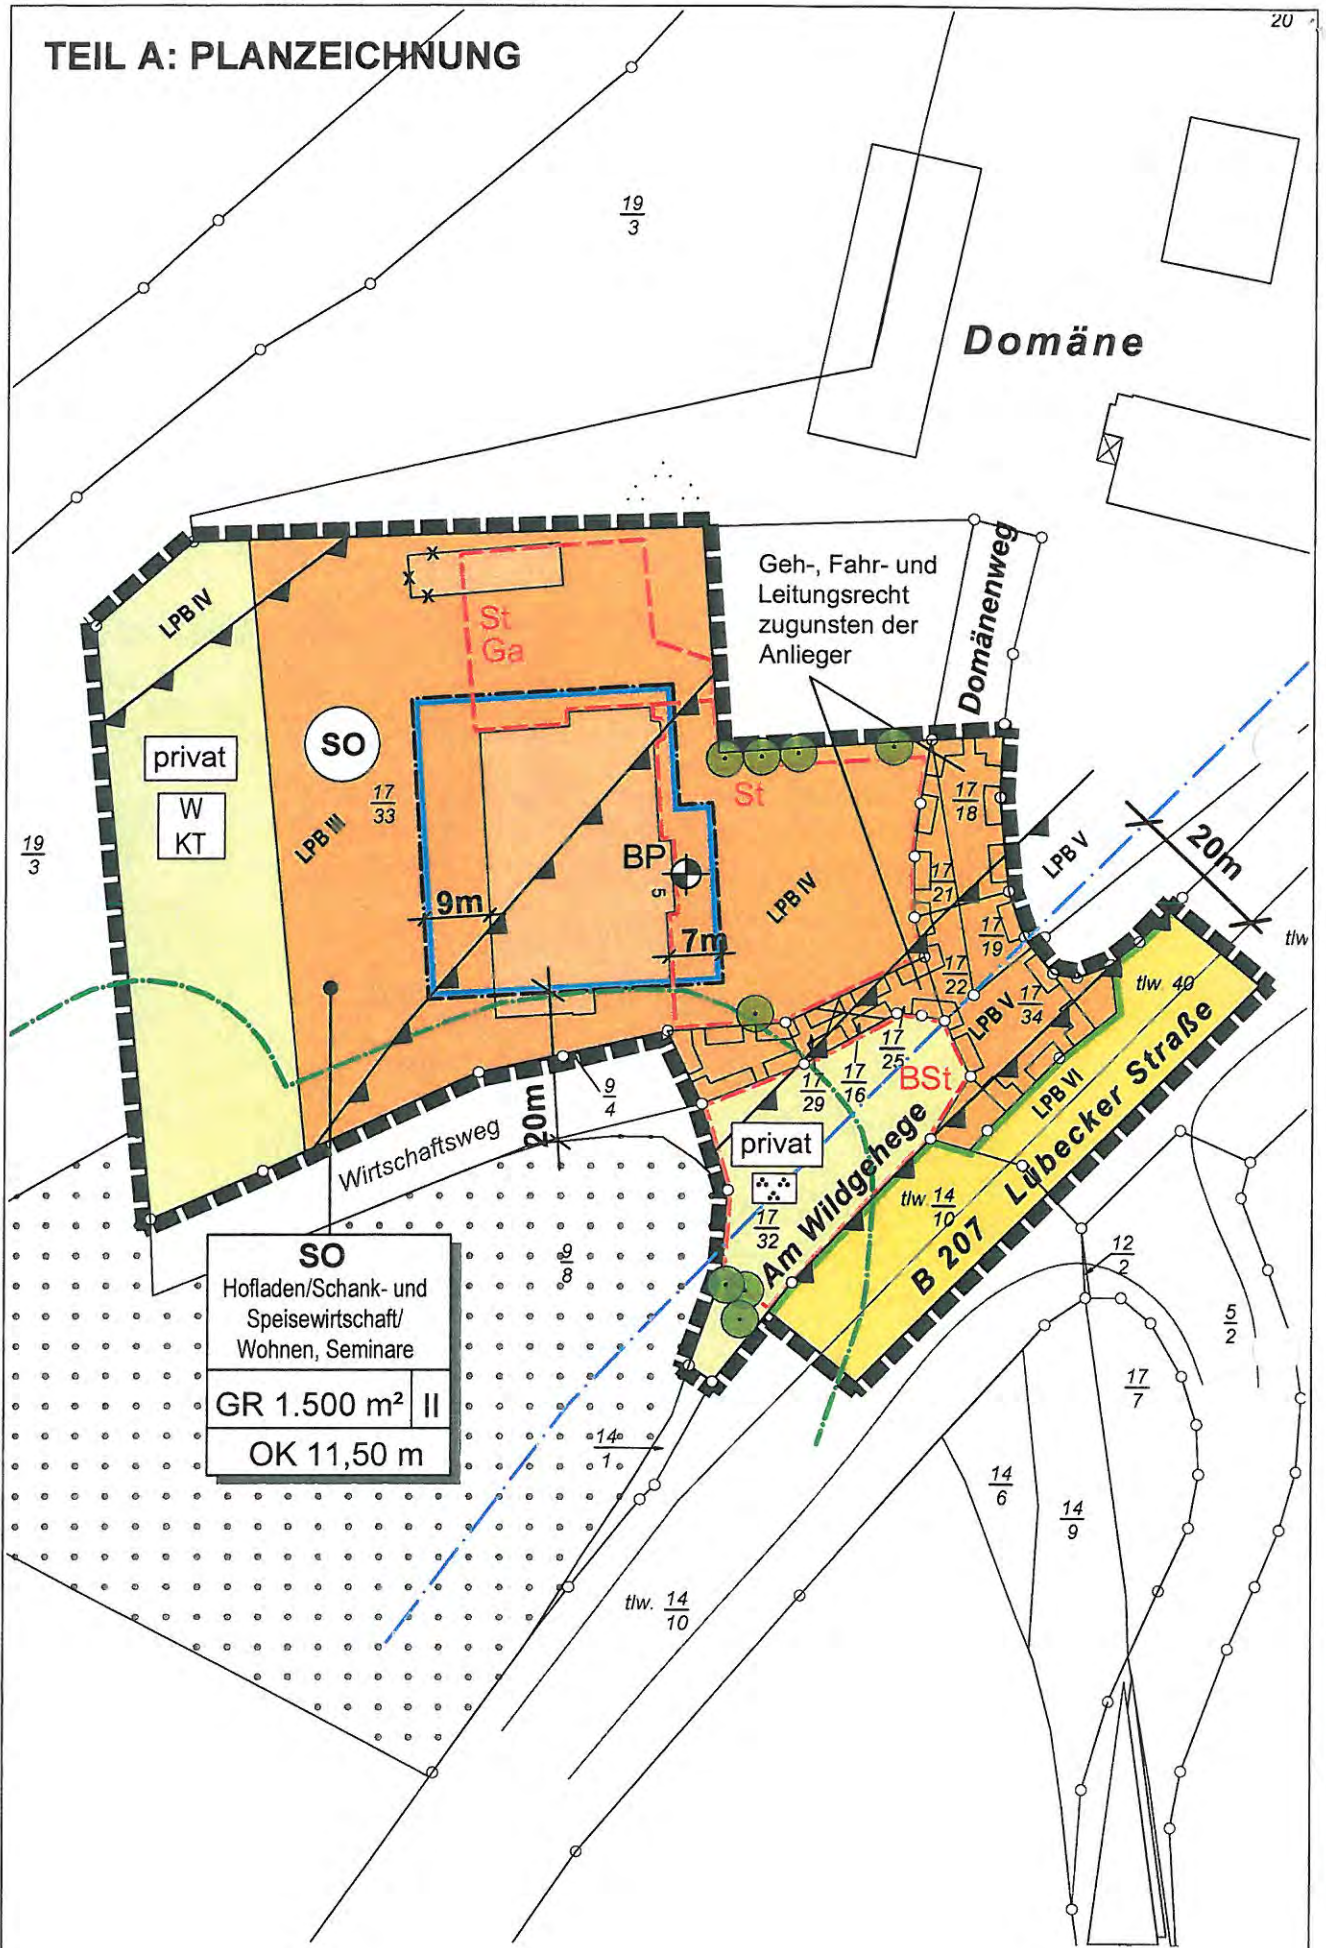 20
TEIL A: PLANZEICHNUNG
19
3
Domäne
Geh-, Fahr- und
Leitungsrecht
zugunsten der
Anlieger
Domänenweg
LPB IV
St
Ga
privat
W
KT
SO
17
33
LPB III
19
3
St
17
18
LPB V
20m
BP
5
LPB IV
17
21
9m
7m
17
19
tlw
17
22
LPB V
17
34
tlw. 40
17
25
BSt
17
16
17
29
LPB VI
9
4
20m
Wirtschaftsweg
privat
Am Wildgehege
tlw. 14
10
B 207 Lübecker Straße
17
32
12
2
9
8
5
2
SO
Hofladen/Schank- und
Speisewirtschaft/
Wohnen, Seminare
GR 1.500 m² II
OK 11,50 m
17
7
14
1
14
6
14
9
tlw. 14
10